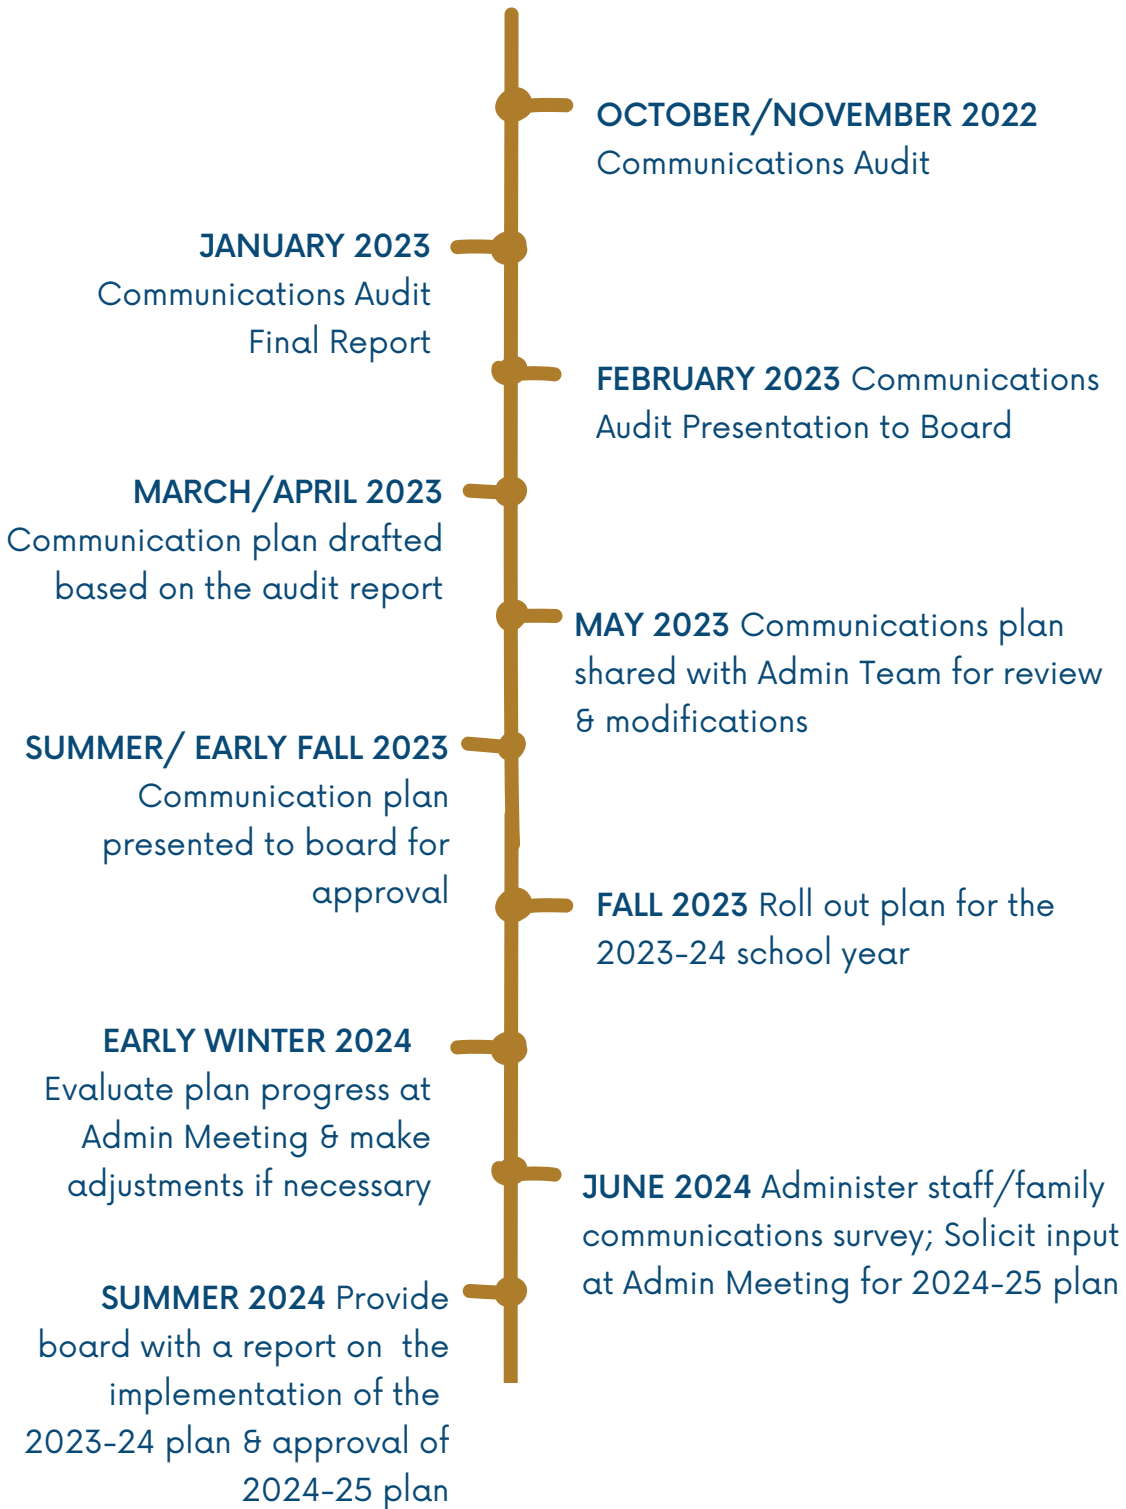 OCTOBER/NOVEMBER 2022
Communications Audit
JANUARY 2023
Communications Audit
Final Report
FEBRUARY 2023 Communications
Audit Presentation to Board
MARCH/APRIL 2023
Communication plan drafted
based on the audit report
MAY 2023 Communications plan
shared with Admin Team for review
& modifications
SUMMER/ EARLY FALL 2023
Communication plan
presented to board for
approval
FALL 2023 Roll out plan for the
2023-24 school year
EARLY WINTER 2024
Evaluate plan progress at
Admin Meeting & make
adjustments if necessary
JUNE 2024 Administer staff/family
communications survey; Solicit input
at Admin Meeting for 2024-25 plan
SUMMER 2024 Provide
board with a report on the
implementation of the
2023-24 plan & approval of
2024-25 plan